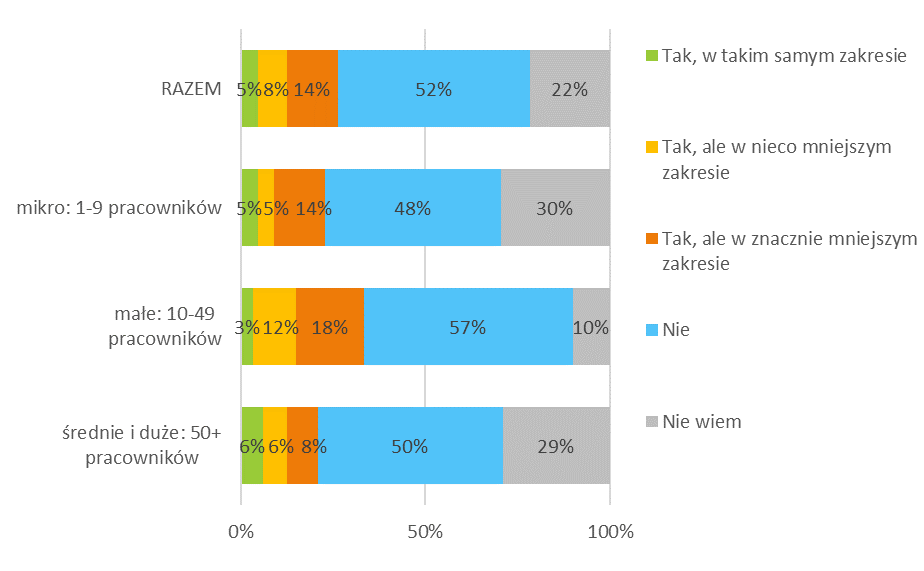 RAZEM
5% 8% 14% 52% 22%
mikro: 1-9 pracowników
5% 5% 14% 48% 30%
małe: 10-49
pracowników
3% 12% 18% 57% 10%
średnie i duże: 50+
pracowników
6% 6% 8% 50% 29%
0% 50% 100%
Tak, w takim samym zakresie
Tak, ale w nieco mniejszym
zakresie
Tak, ale w znacznie mniejszym
zakresie
Nie
Nie wiem